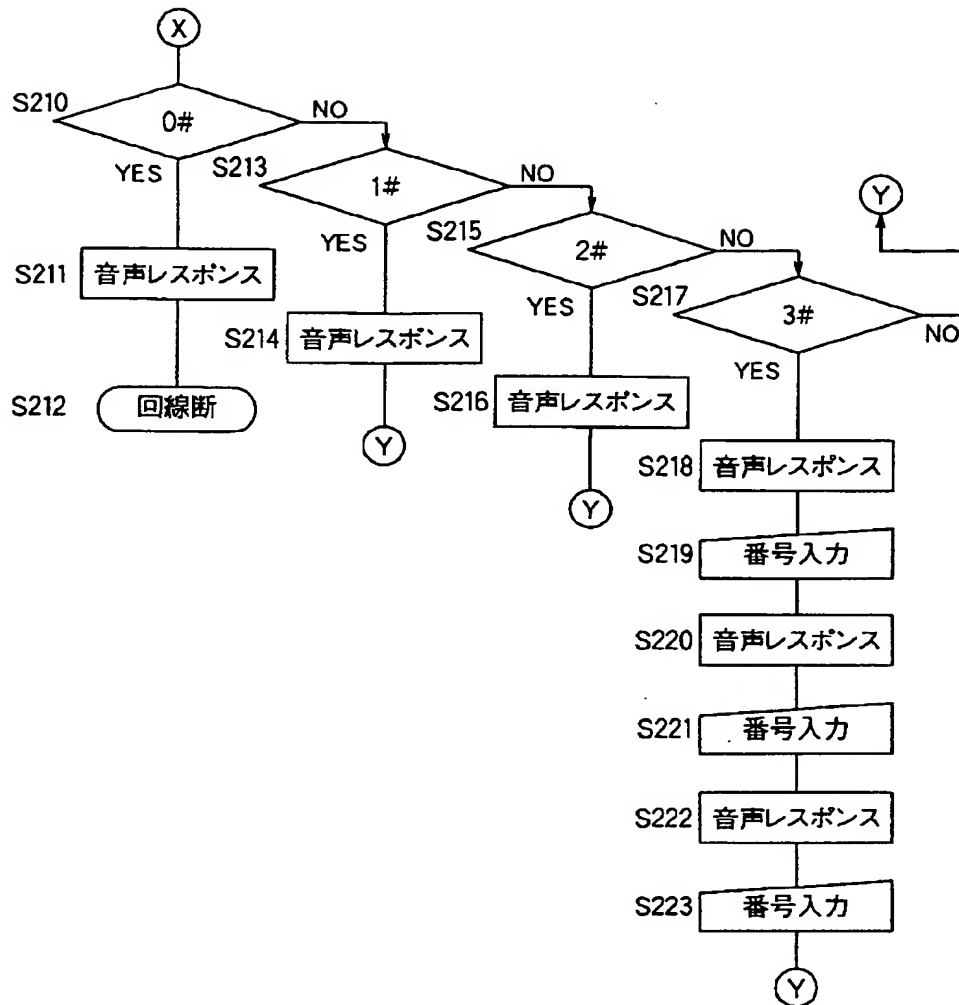 X
S210
0#
NO
YES
S213
1#
NO
YES
S215
2#
NO
YES
S217
3#
NO
YES
Y
S211
音声レスポンス
S212
回線断
S214
音声レスポンス
Y
S216
音声レスポンス
Y
S218
音声レスポンス
S219
番号入力
S220
音声レスポンス
S221
番号入力
S222
音声レスポンス
S223
番号入力
Y